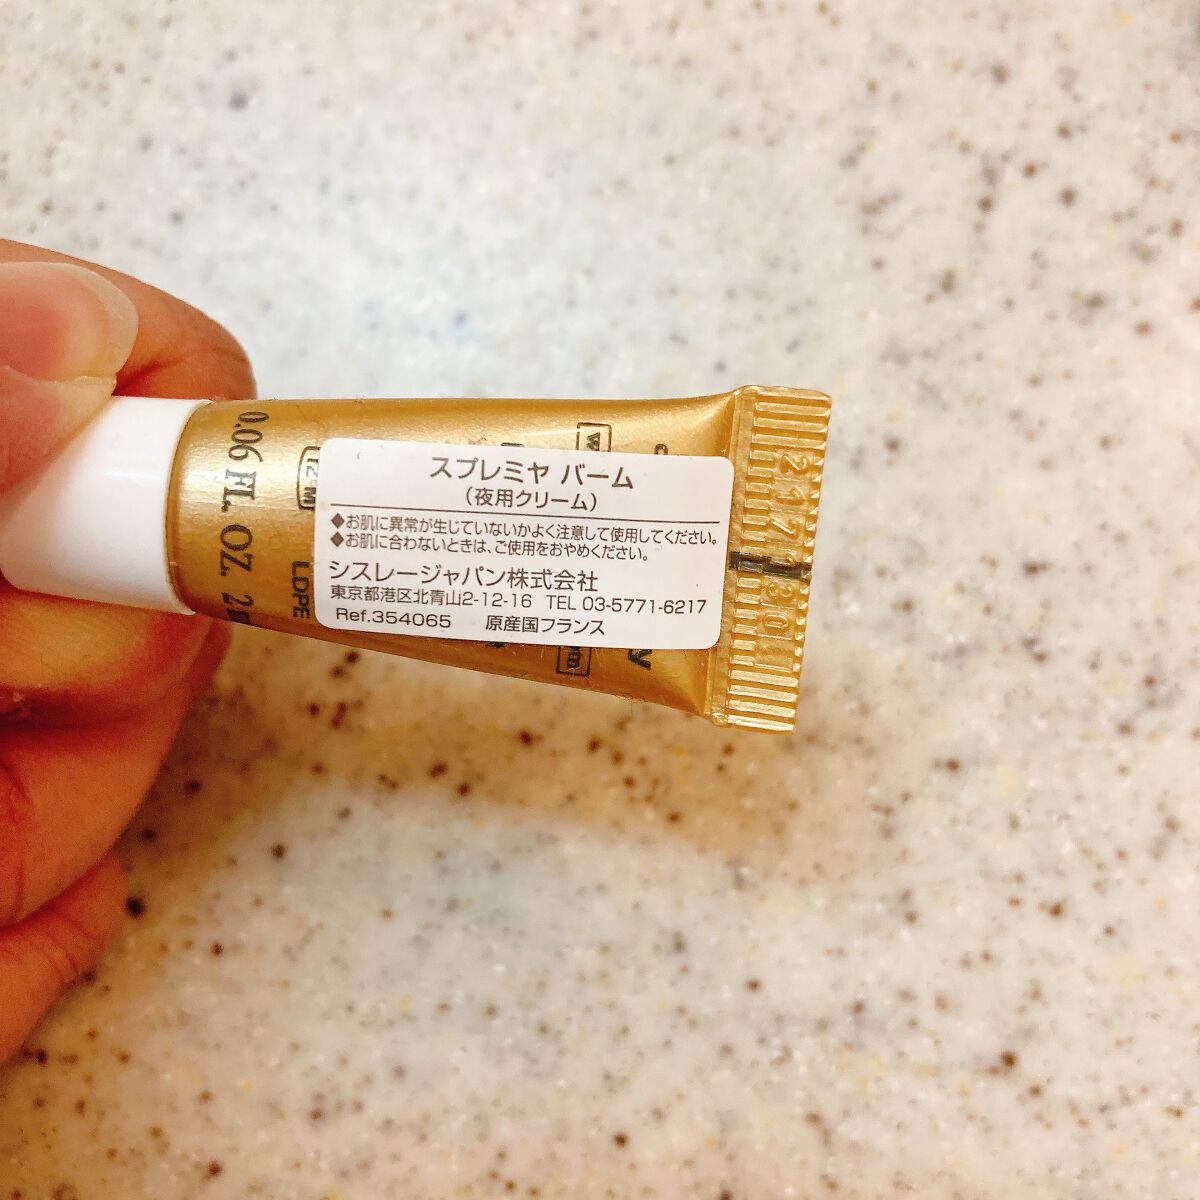 スプレミヤ バーム
（夜用クリーム）
◆お肌に異常が生じていないかよく注意して使用してください。
◆お肌に合わないときは、ご使用をおやめください。
シスレージャパン株式会社
東京都港区北青山2-12-16 TEL 03-5771-6217
Ref.354065 原産国フランス
0.06 FL. OZ. 2
12 M
LDPE